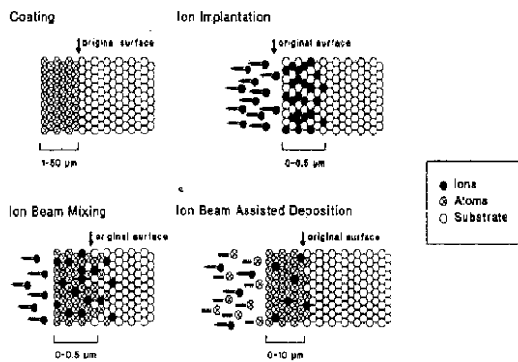 Coating
original surface
1-50 µm
Ion Implantation
original surface
0-0.5 µm
Ion Beam Mixing
original surface
0-0.5 µm
Ion Beam Assisted Deposition
original surface
0-10 µm
Ions
Atoms
Substrate